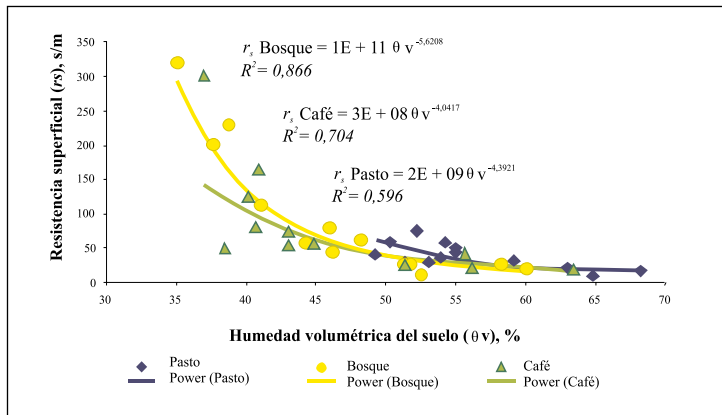 Resistencia superficial (rs), s/m
350
300
250
200
150
100
50
0
rs Bosque = 1E + 11 θ v-5,6208
R2= 0,866
rs Café = 3E + 08 θ v-4,0417
R2= 0,704
rs Pasto = 2E + 09 θ v-4,3921
R2= 0,596
30 35 40 45 50 55 60 65 70
Humedad volumétrica del suelo (θ v), %
Pasto Bosque Café
Power (Pasto) Power (Bosque) Power (Café)